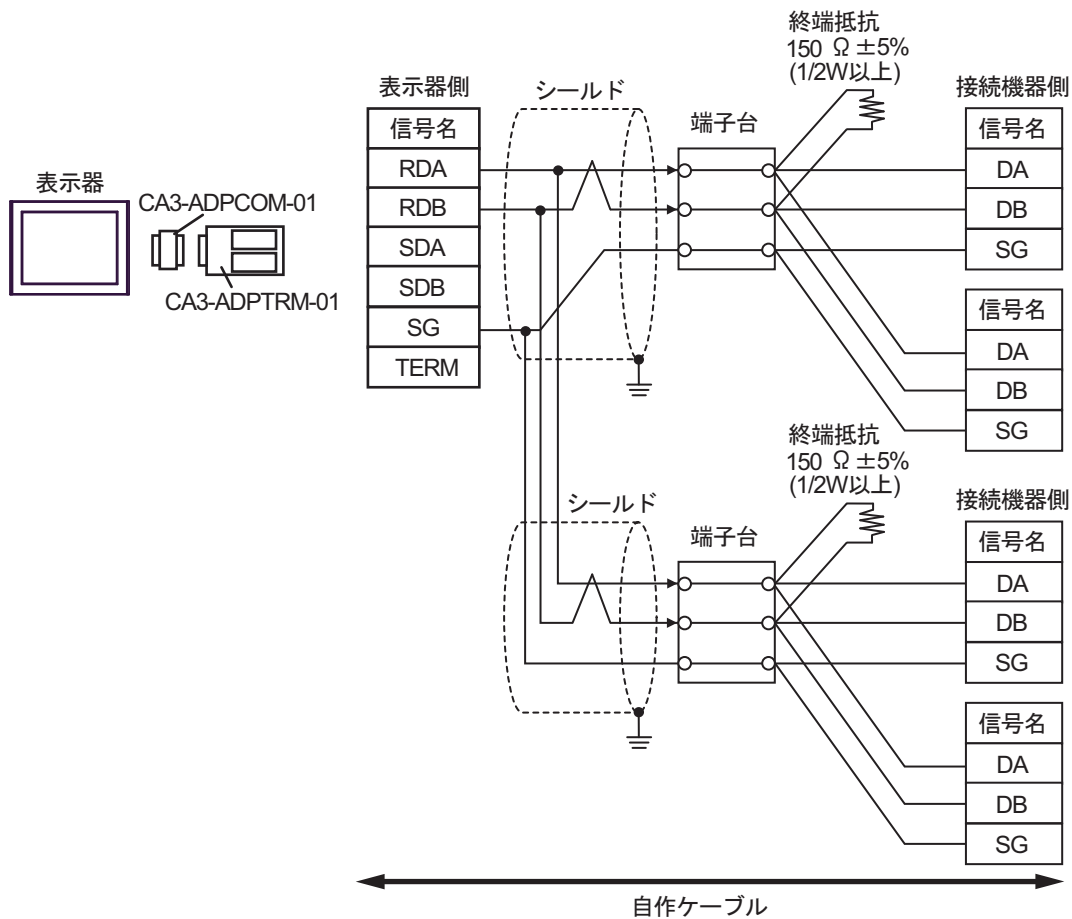 表示器
CA3-ADPCOM-01
CA3-ADPTRM-01
表示器側
信号名
RDA
RDB
SDA
SDB
SG
TERM
シールド
端子台
終端抵抗
150 Ω ±5%
(1/2W以上)
接続機器側
信号名
DA
DB
SG
信号名
DA
DB
SG
シールド
端子台
終端抵抗
150 Ω ±5%
(1/2W以上)
接続機器側
信号名
DA
DB
SG
信号名
DA
DB
SG
自作ケーブル